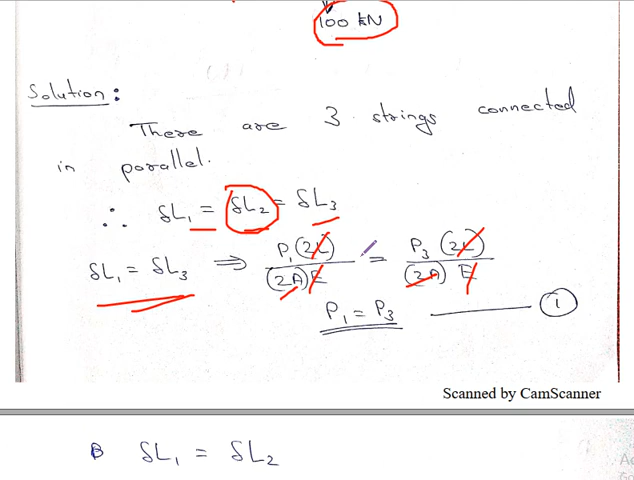 100 kN
Solution:
There are 3 strings connected
in parallel.
∴ δL₁ = δL₂ = δL₃
δL₁ = δL₃ ⇒ P₁(2L)/(2A)E = P₃(2L)/(2A)E
P₁ = P₃ ——— ①
Scanned by CamScanner
B δL₁ = δL₂